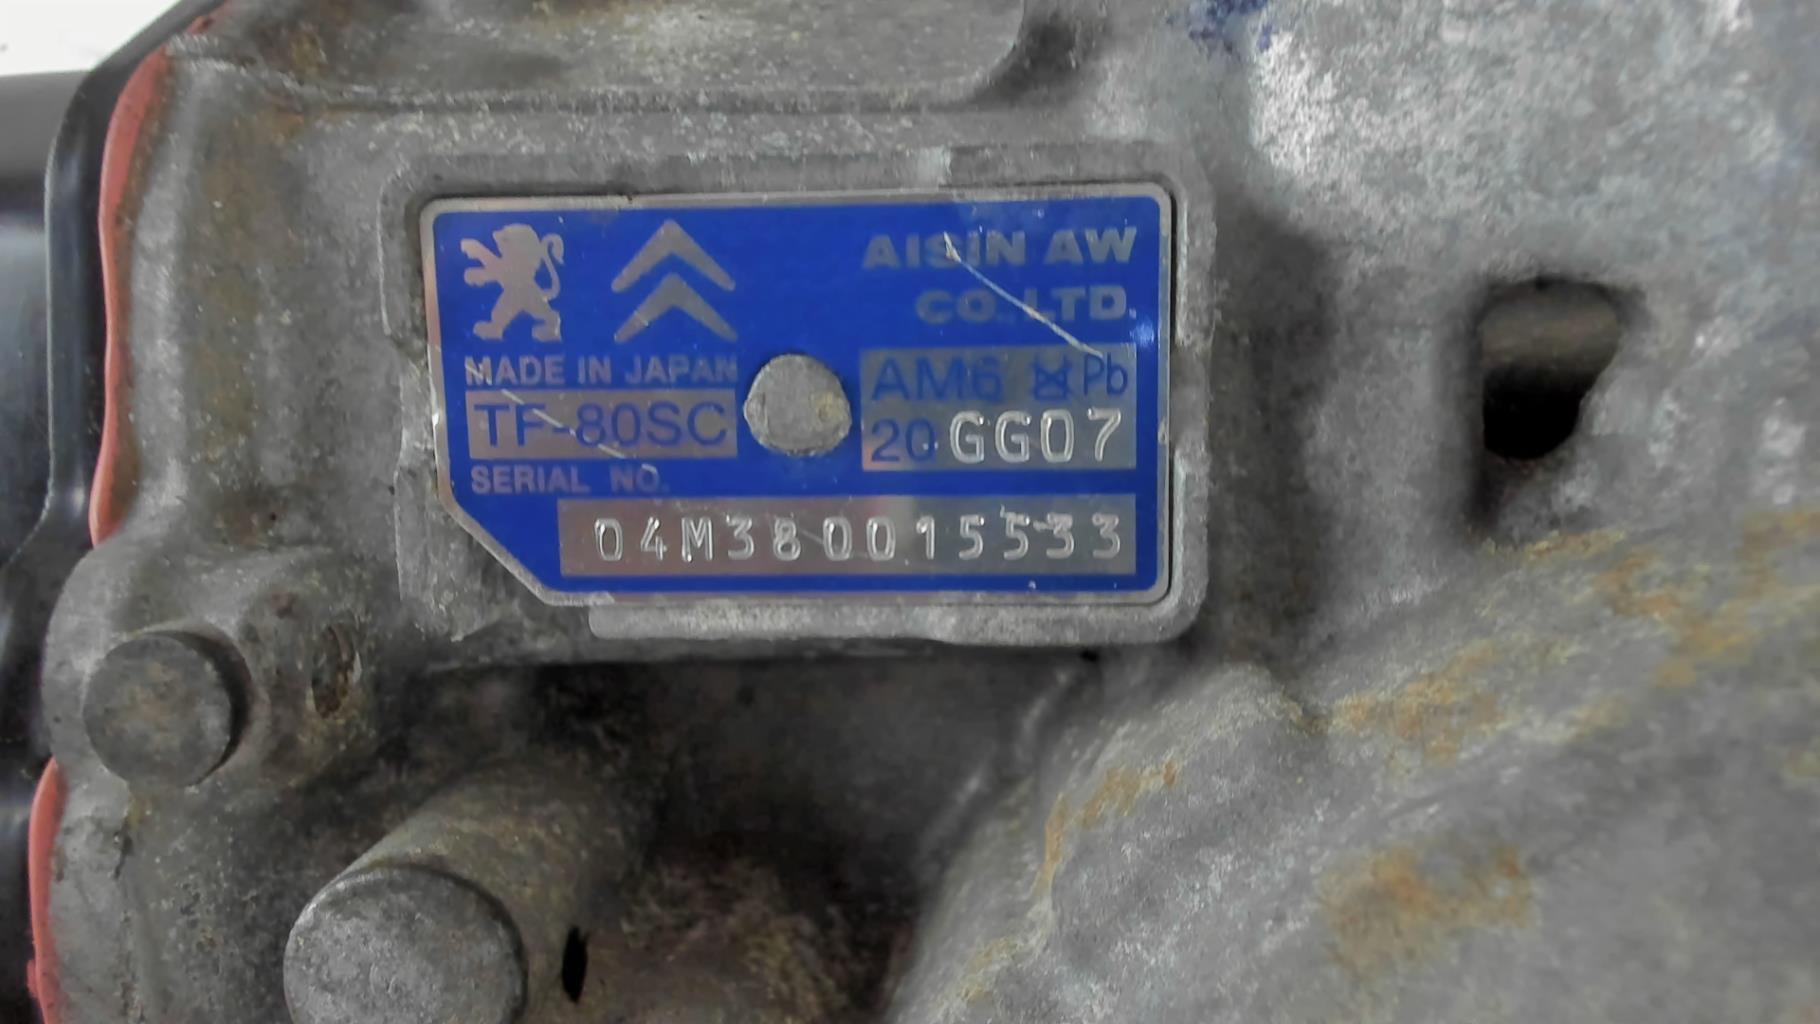 AISIN AW
CO., LTD.
MADE IN JAPAN
AM6 Pb
TF-80SC
20 GG07
SERIAL NO.
04M380015533